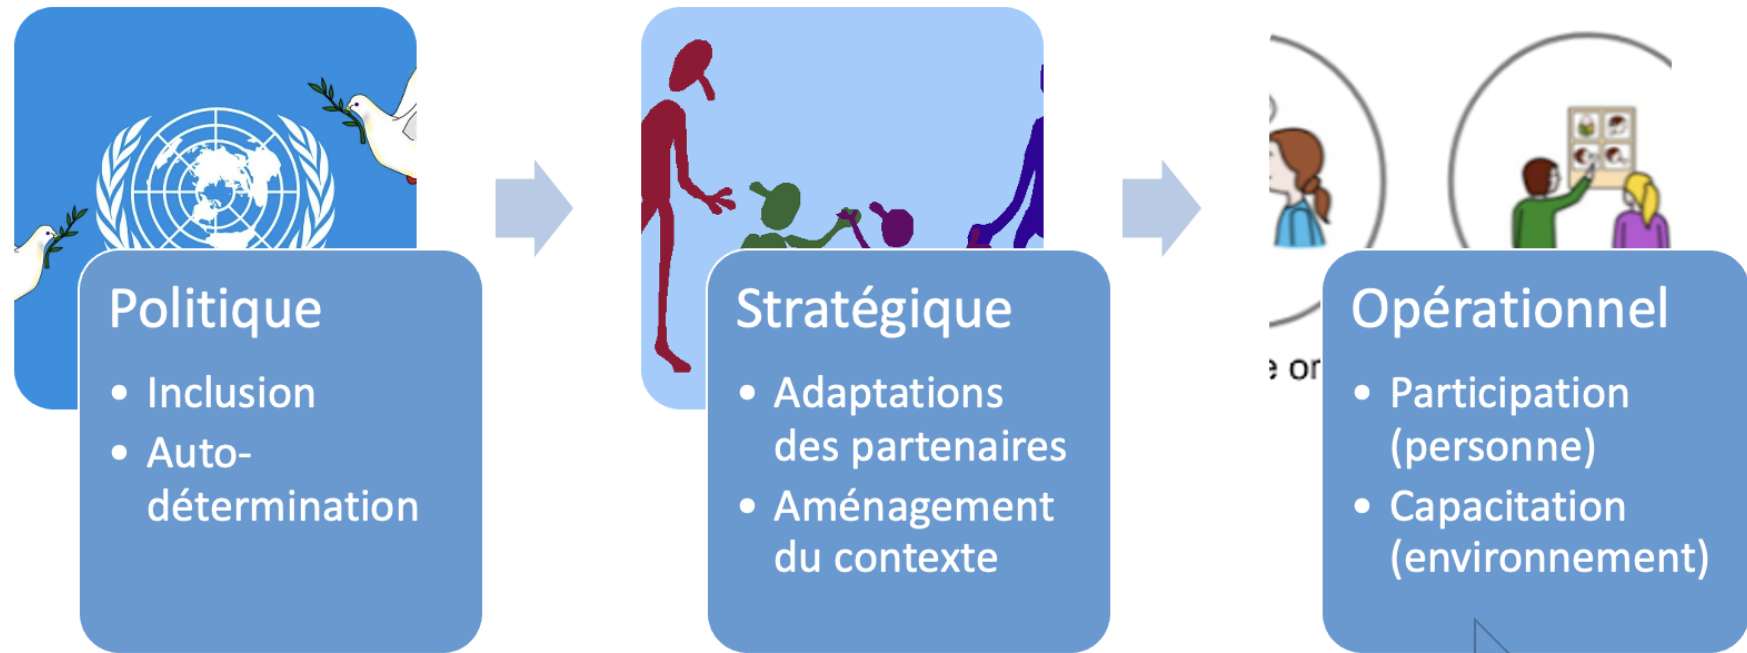 Politique
• Inclusion
• Auto-
détermination
Stratégique
• Adaptations
des partenaires
• Aménagement
du contexte
Opérationnel
• Participation
(personne)
• Capacitation
(environnement)